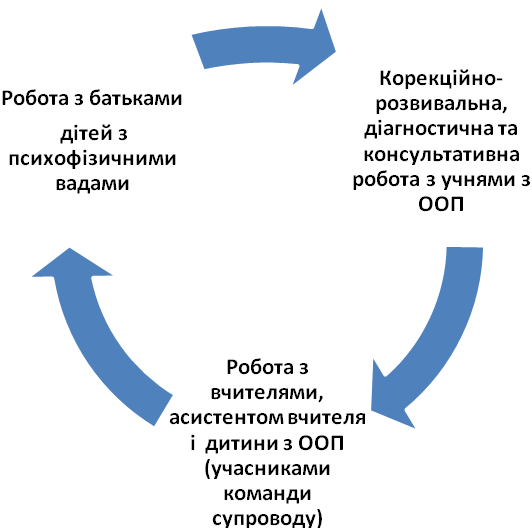 Робота з батьками
дітей з
психофізичними
вадами
Корекційно-
розвивальна,
діагностична та
консультативна
робота з учнями з
ООП
Робота з
вчителями,
асистентом вчителя
і дитини з ООП
(учасниками
команди
супроводу)